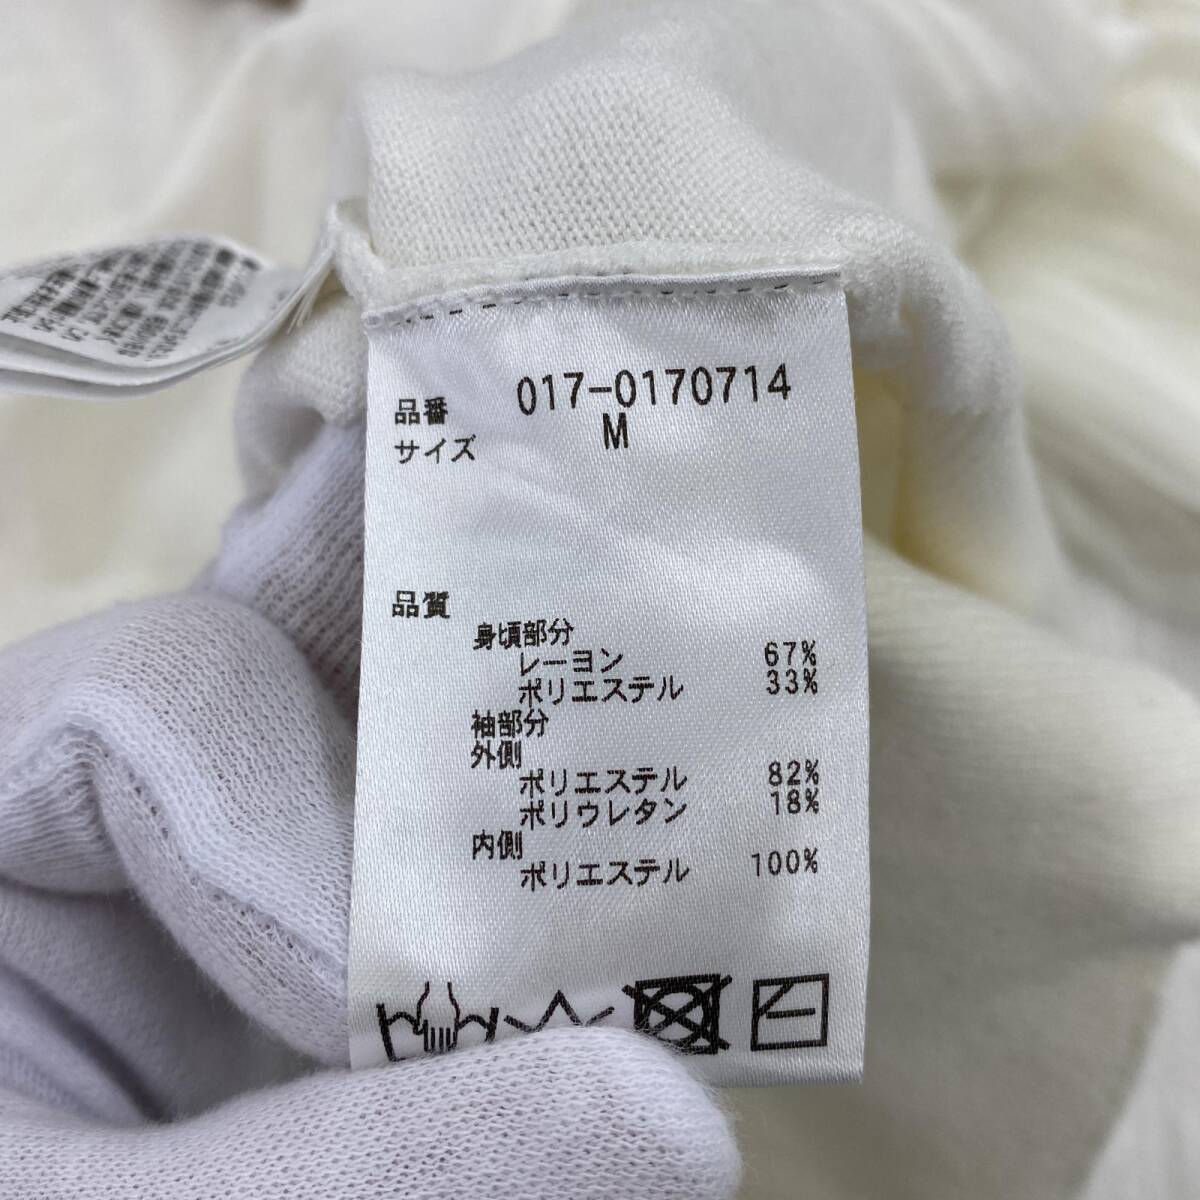 品番 017-0170714
サイズ M
品質
身頃部分
レーヨン 67%
ポリエステル 33%
袖部分
外側
ポリエステル 82%
ポリウレタン 18%
内側
ポリエステル 100%